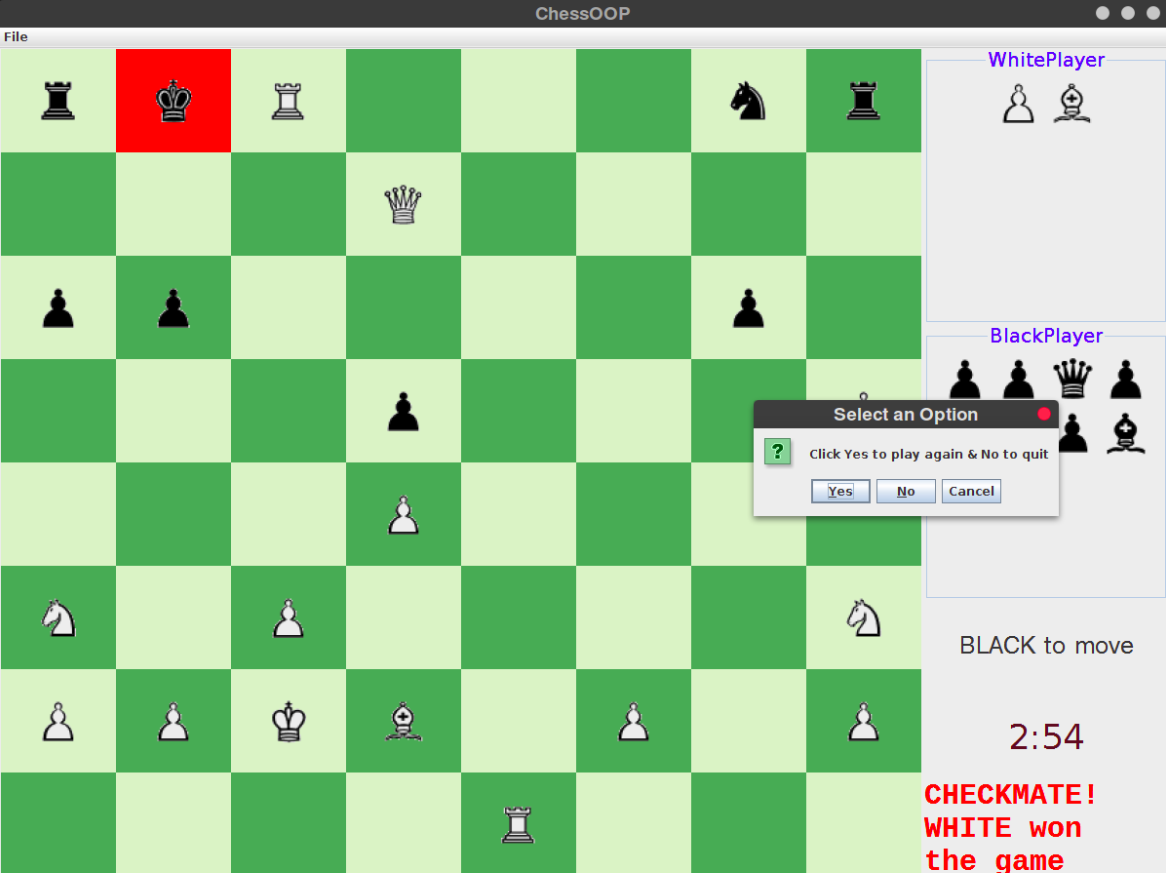 ChessOOP
File
WhitePlayer
BlackPlayer
Select an Option
?
Click Yes to play again & No to quit
Yes
No
Cancel
BLACK to move
2:54
CHECKMATE!
WHITE won
the game